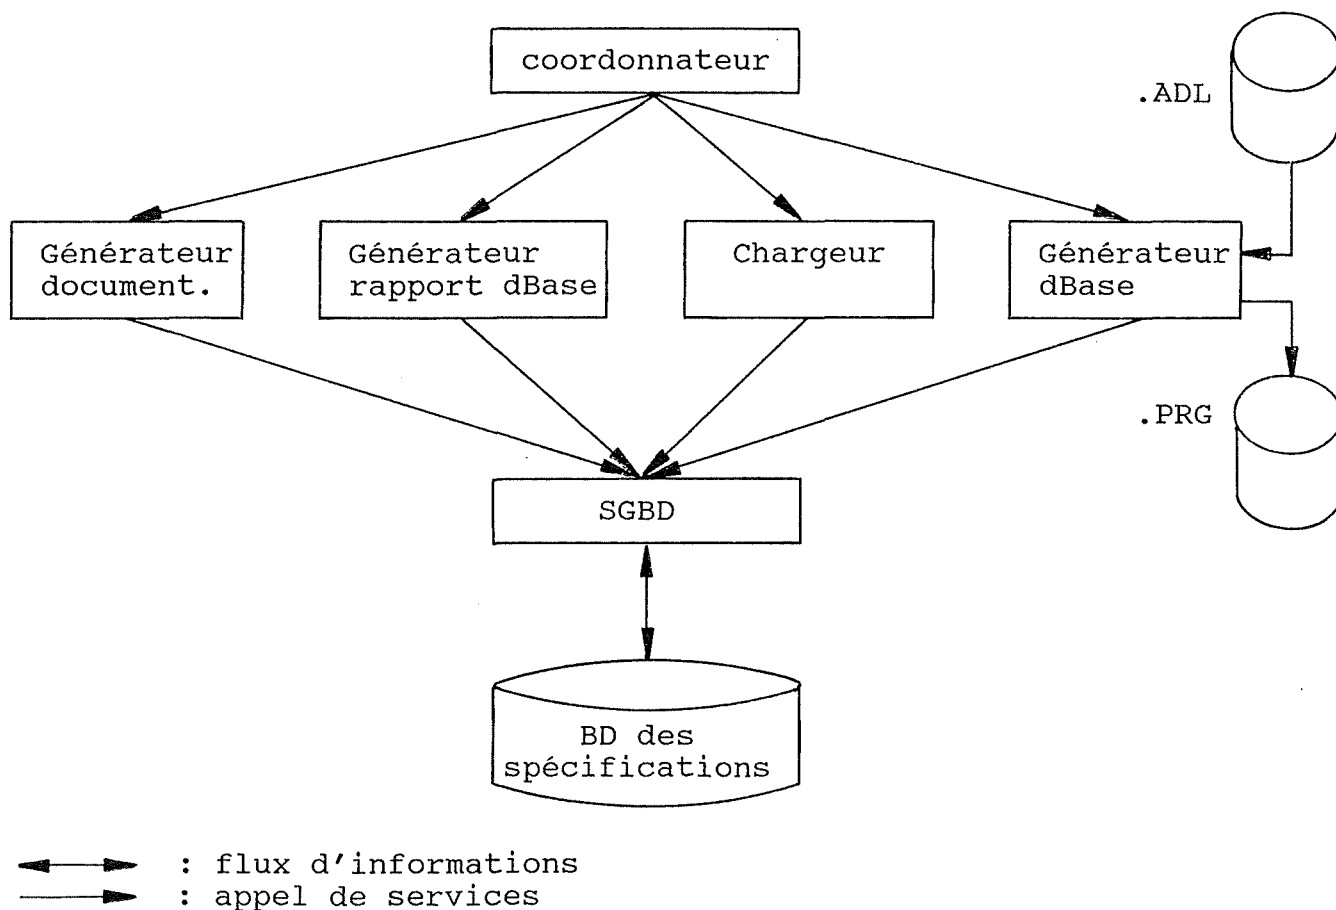 coordonnateur
.ADL
Générateur
document.
Générateur
rapport dBase
Chargeur
Générateur
dBase
.PRG
SGBD
BD des
spécifications
: flux d'informations
: appel de services